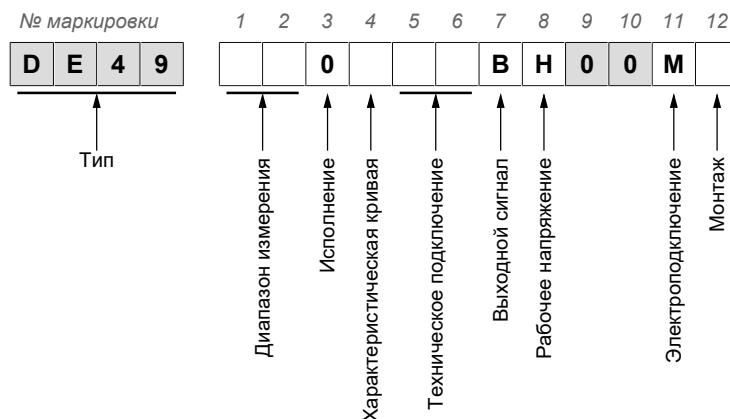 № маркировки 1 2 3 4 5 6 7 8 9 10 11 12
D E 4 9 0 B H 0 0 M
Тип
Диапазон измерения
Исполнение
Характеристическая кривая
Техническое подключение
Выходной сигнал
Рабочее напряжение
Электроподключение
Монтаж